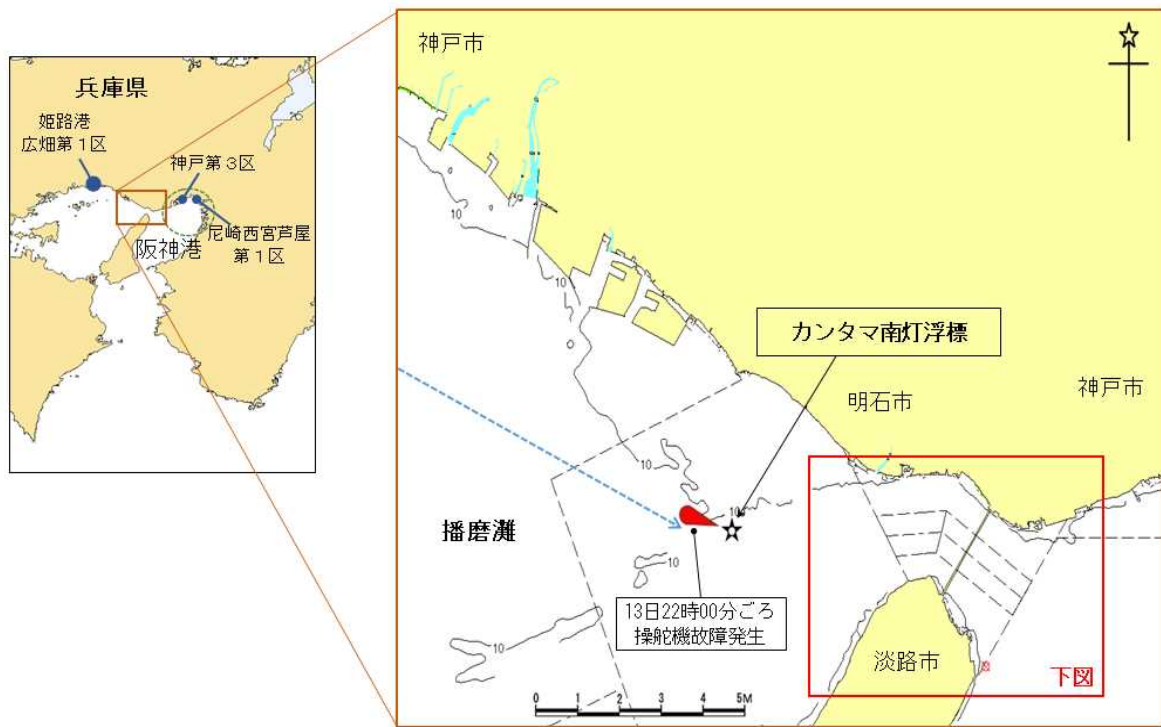 兵庫県
姫路港
広畑第１区
神戸第３区
尼崎西宮芦屋
第１区
阪神港
神戸市
10
カンタマ南灯浮標
神戸市
明石市
10
10
播磨灘
10
13日22時00分ごろ
操舵機故障発生
10
淡路市
下図
0 1 2 3 4 5M